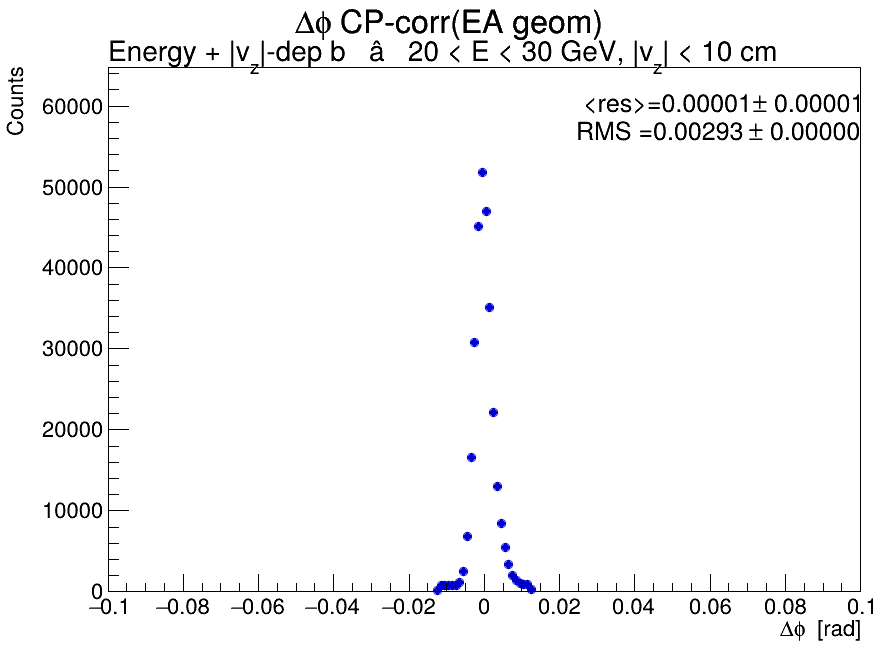 Δϕ CP-corr(EA geom)
Energy + |v_z|-dep b â 20 < E < 30 GeV, |v_z| < 10 cm
Counts
<res>=0.00001± 0.00001
RMS =0.00293 ± 0.00000
60000
50000
40000
30000
20000
10000
0
−0.1 −0.08 −0.06 −0.04 −0.02 0 0.02 0.04 0.06 0.08 0.1
Δϕ [rad]